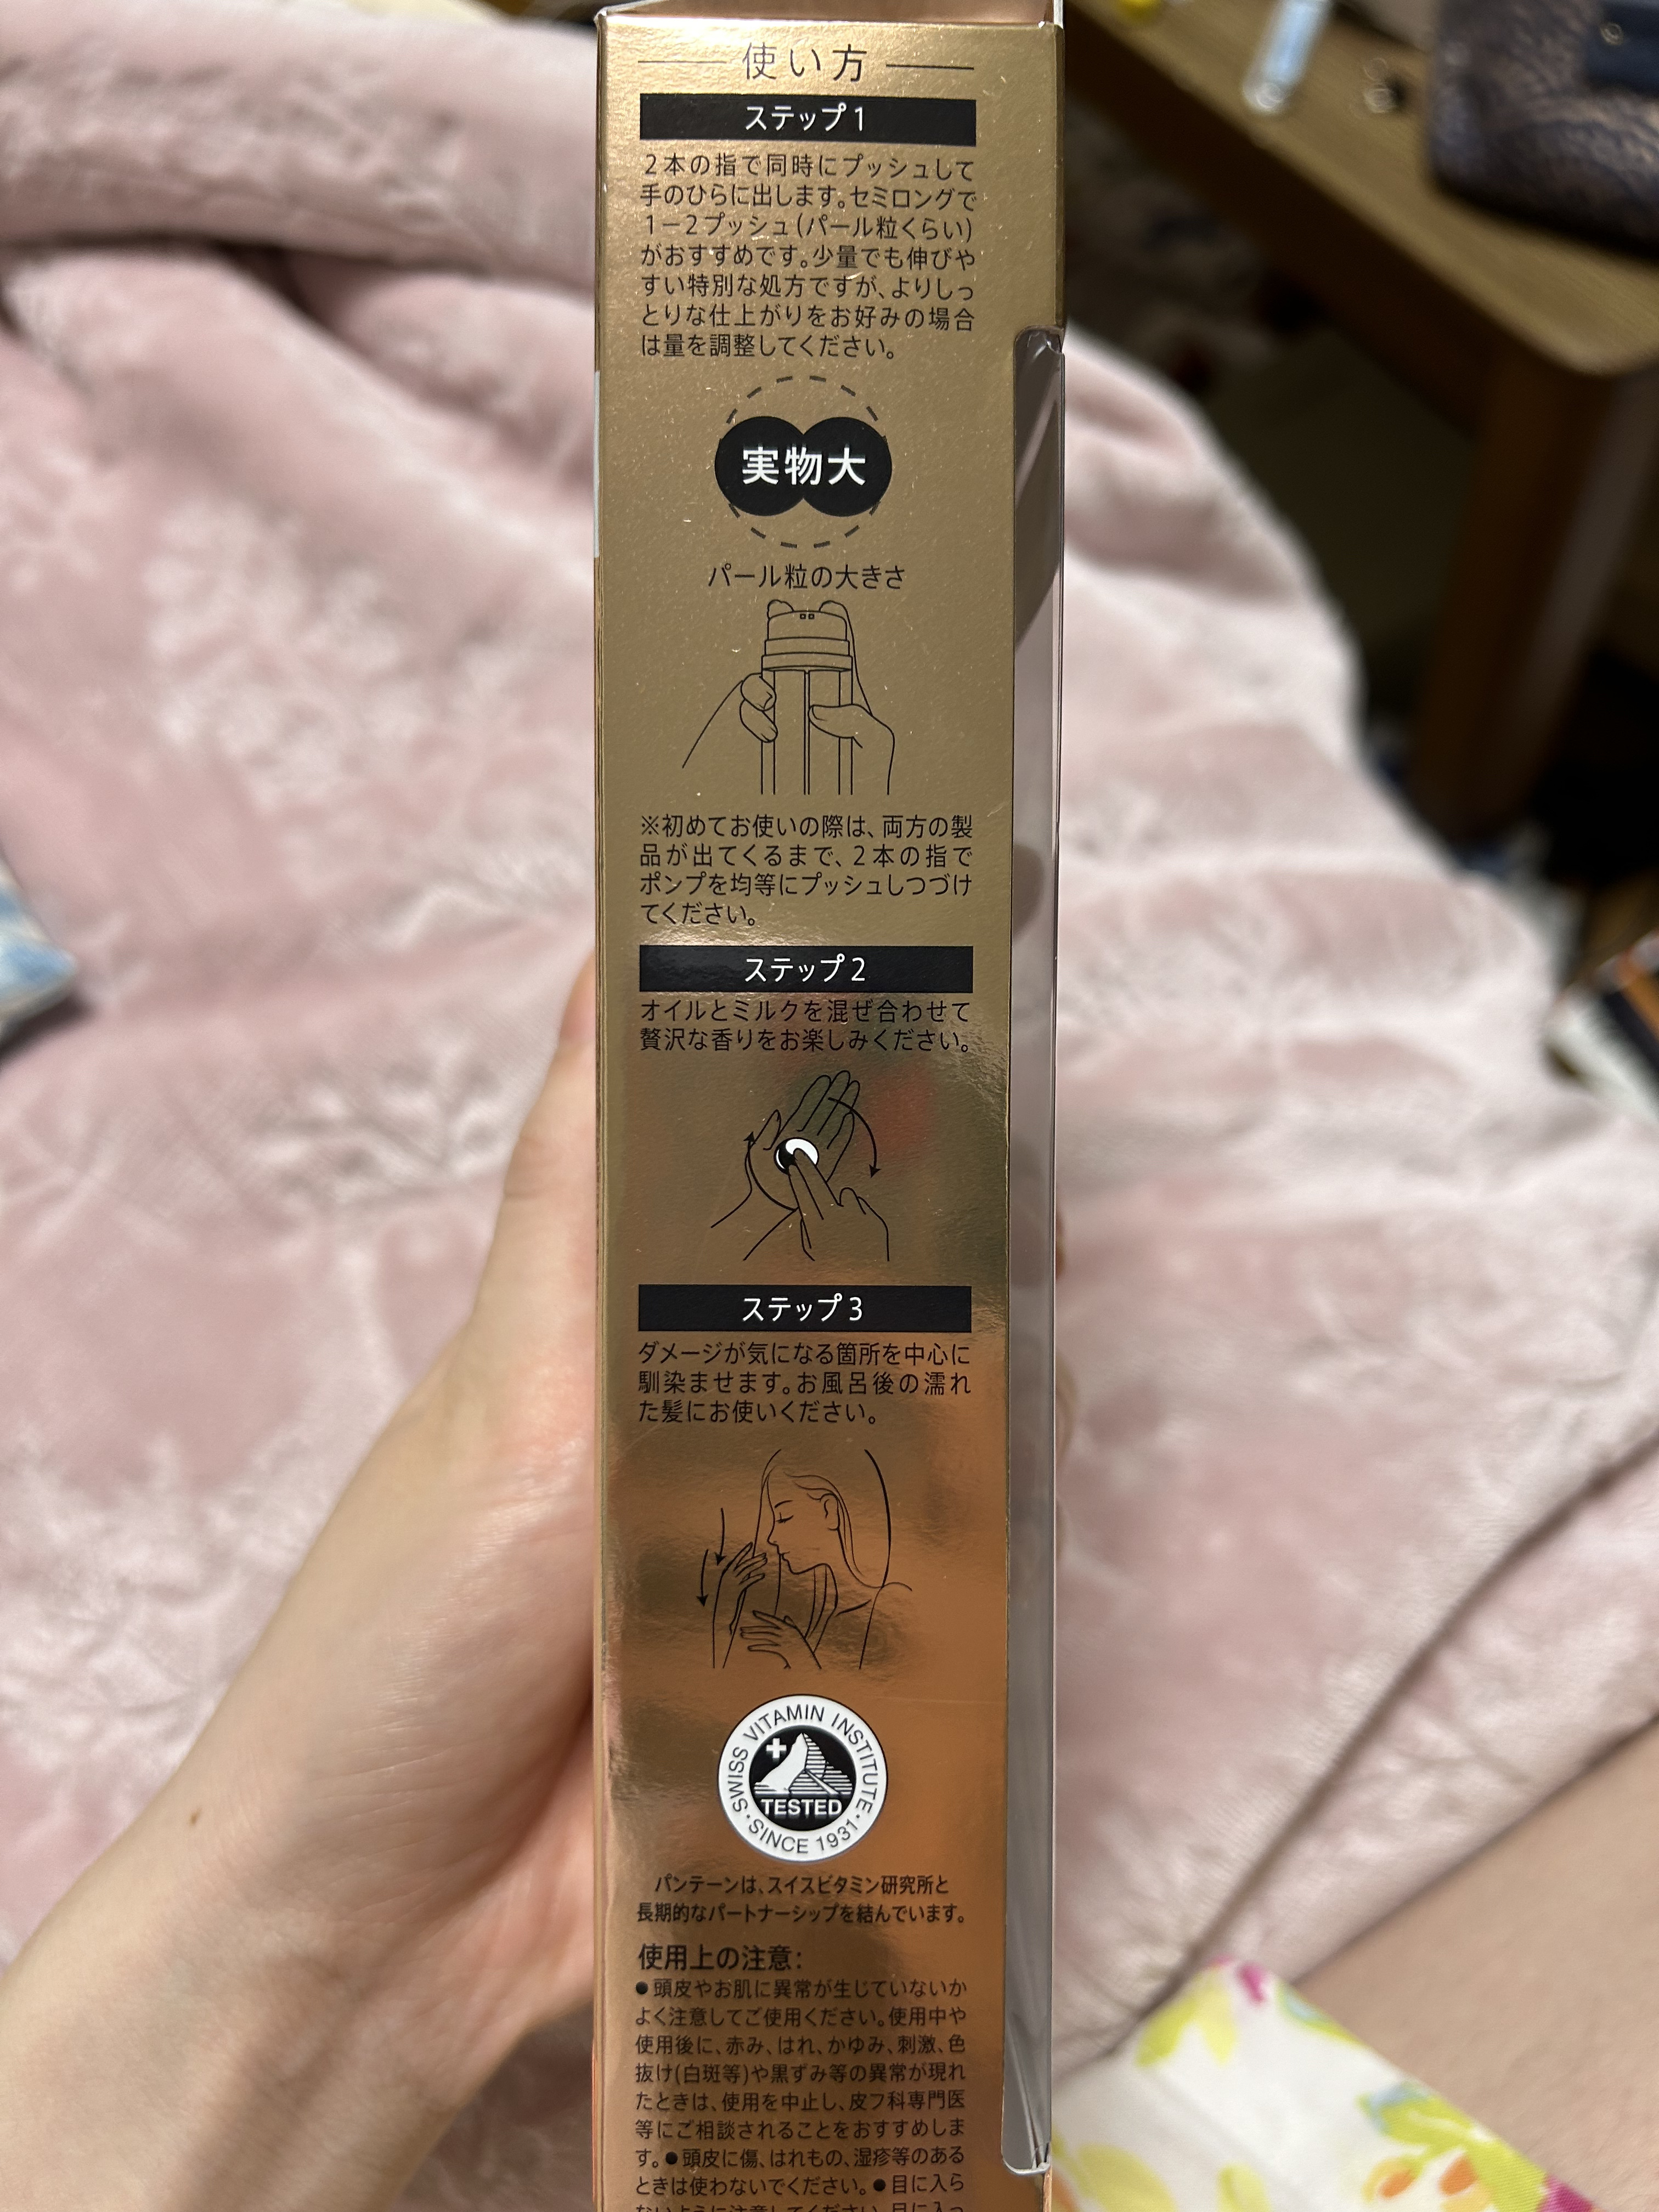 使い方
ステップ1
2本の指で同時にプッシュして
手のひらに出します。セミロングで
1−2プッシュ(パール粒くらい)
がおすすめです。少量でも伸びや
すい特別な処方ですが、よりしっ
とりな仕上がりをお好みの場合
は量を調整してください。
実物大
パール粒の大きさ
※初めてお使いの際は、両方の製
品が出てくるまで、2本の指で
ポンプを均等にプッシュしつづけ
てください。
ステップ2
オイルとミルクを混ぜ合わせて
贅沢な香りをお楽しみください。
ステップ3
ダメージが気になる箇所を中心に
馴染ませます。お風呂後の濡れ
た髪にお使いください。
SWISS VITAMIN INSTITUTE
TESTED
・SINCE 1931・
パンテーンは、スイスビタミン研究所と
長期的なパートナーシップを結んでいます。
使用上の注意:
●頭皮やお肌に異常が生じていないか
よく注意してご使用ください。使用中や
使用後に、赤み、はれ、かゆみ、刺激、色
抜け(白斑等)や黒ずみ等の異常が現れ
たときは、使用を中止し、皮フ科専門医
等にご相談されることをおすすめしま
す。●頭皮に傷、はれもの、湿疹等のある
ときは使わないでください。●目に入ら
ないように注意してください。目に入っ